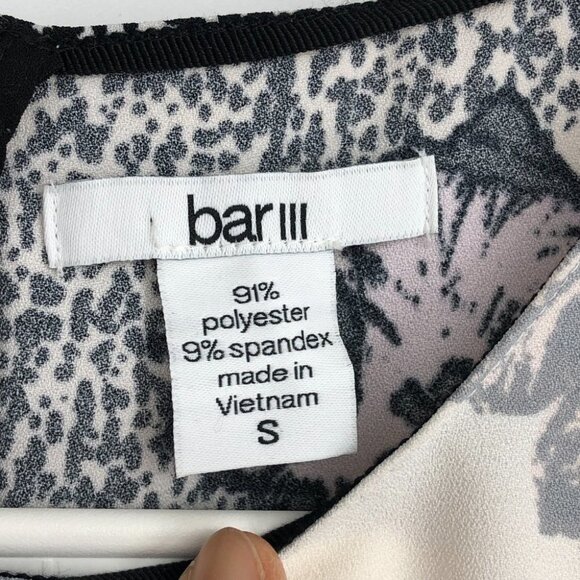 bar III
91%
polyester
9% spandex
made in
Vietnam
S